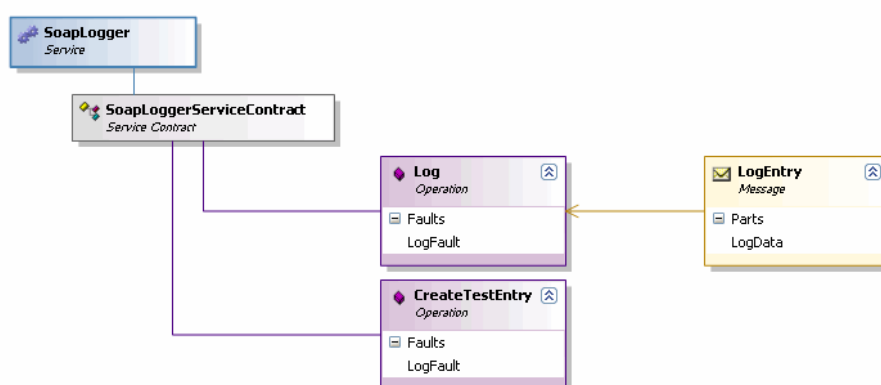 SoapLogger
Service
SoapLoggerServiceContract
Service Contract
Log
Operation
Faults
LogFault
LogEntry
Message
Parts
LogData
CreateTestEntry
Operation
Faults
LogFault